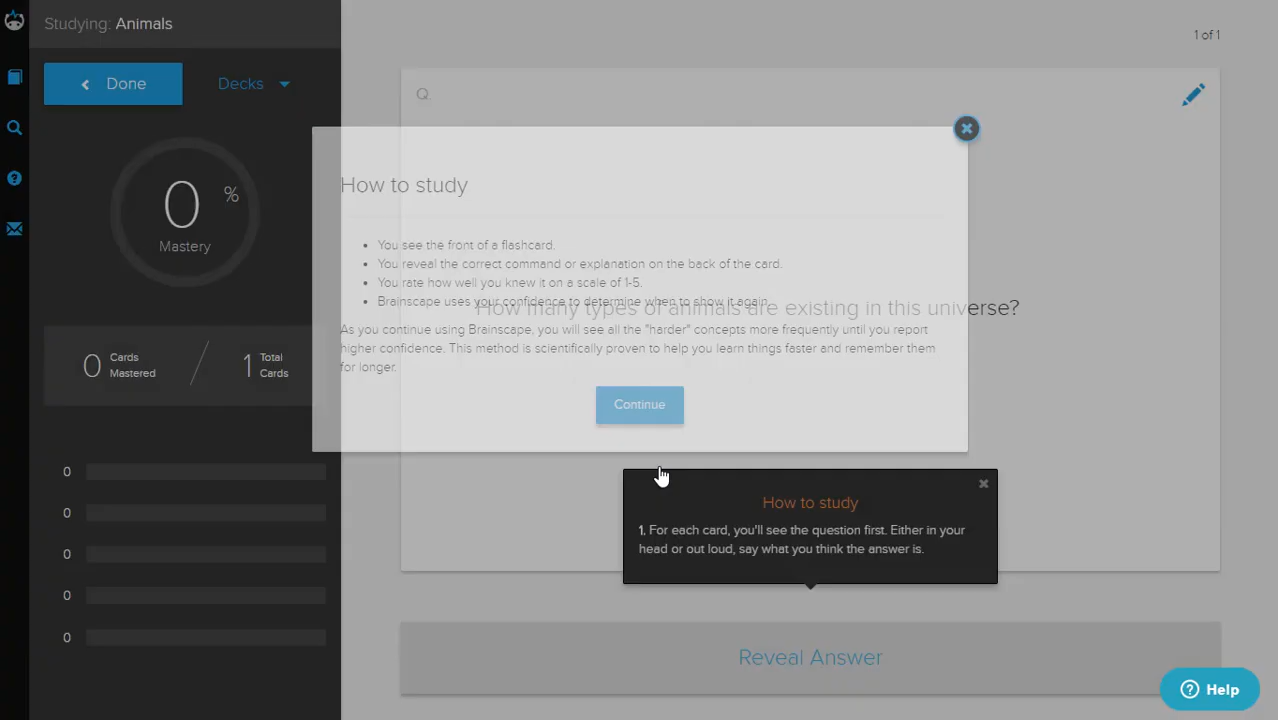 Studying: Animals
Done
Decks
0 %
Mastery
0 Cards Mastered
1 Total Cards
0
0
0
0
0
1 of 1
Q
How to study
• You see the front of a flashcard.
• You reveal the correct command or explanation on the back of the card.
• You rate how well you knew it on a scale of 1-5.
• Brainscape uses your confidence to determine when to show it again.
As you continue using Brainscape, you will see all the "harder" concepts more frequently until you report
higher confidence. This method is scientifically proven to help you learn things faster and remember them
for longer.
Continue
How many types of animals are existing in this universe?
How to study
1. For each card, you'll see the question first. Either in your
head or out loud, say what you think the answer is.
Reveal Answer
Help